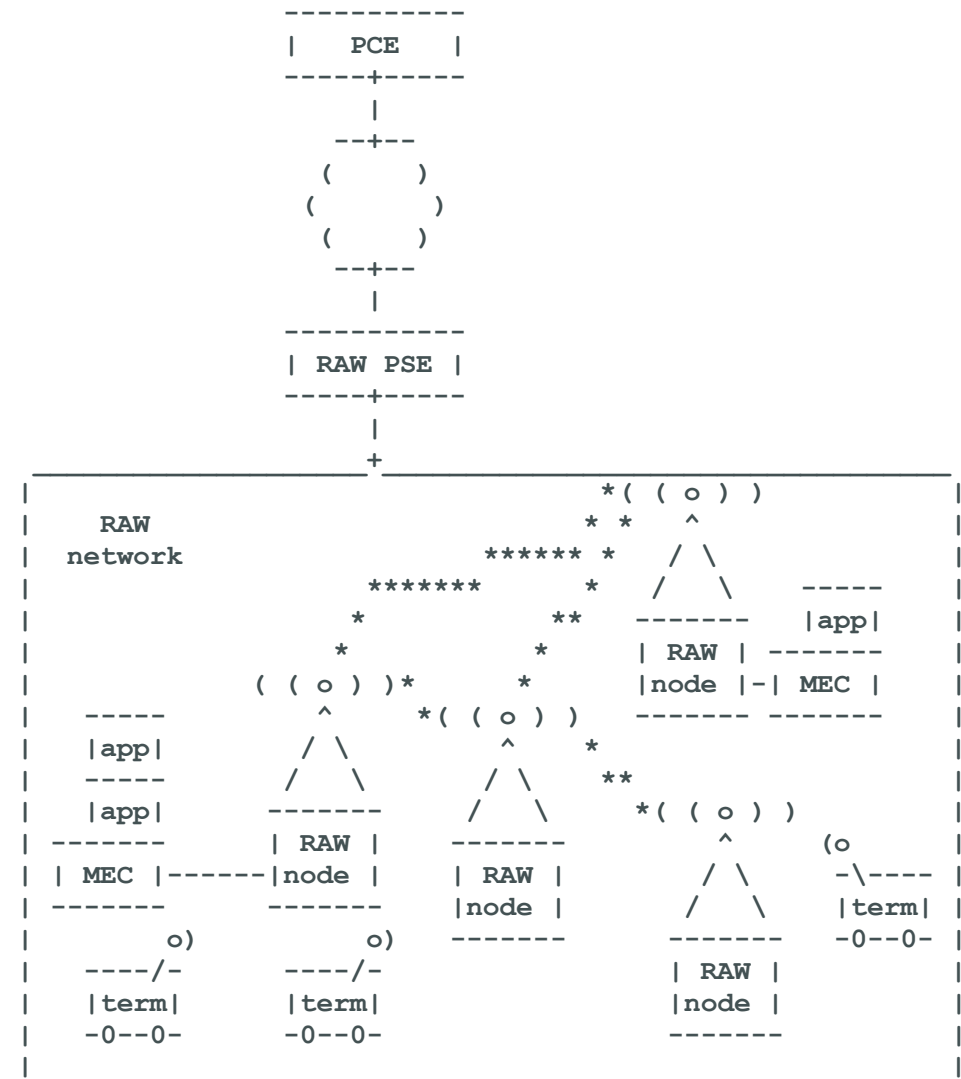 PCE
RAW PSE
RAW
network
app
RAW
node
MEC
app
app
RAW
MEC
node
RAW
node
term
term
term
RAW
node